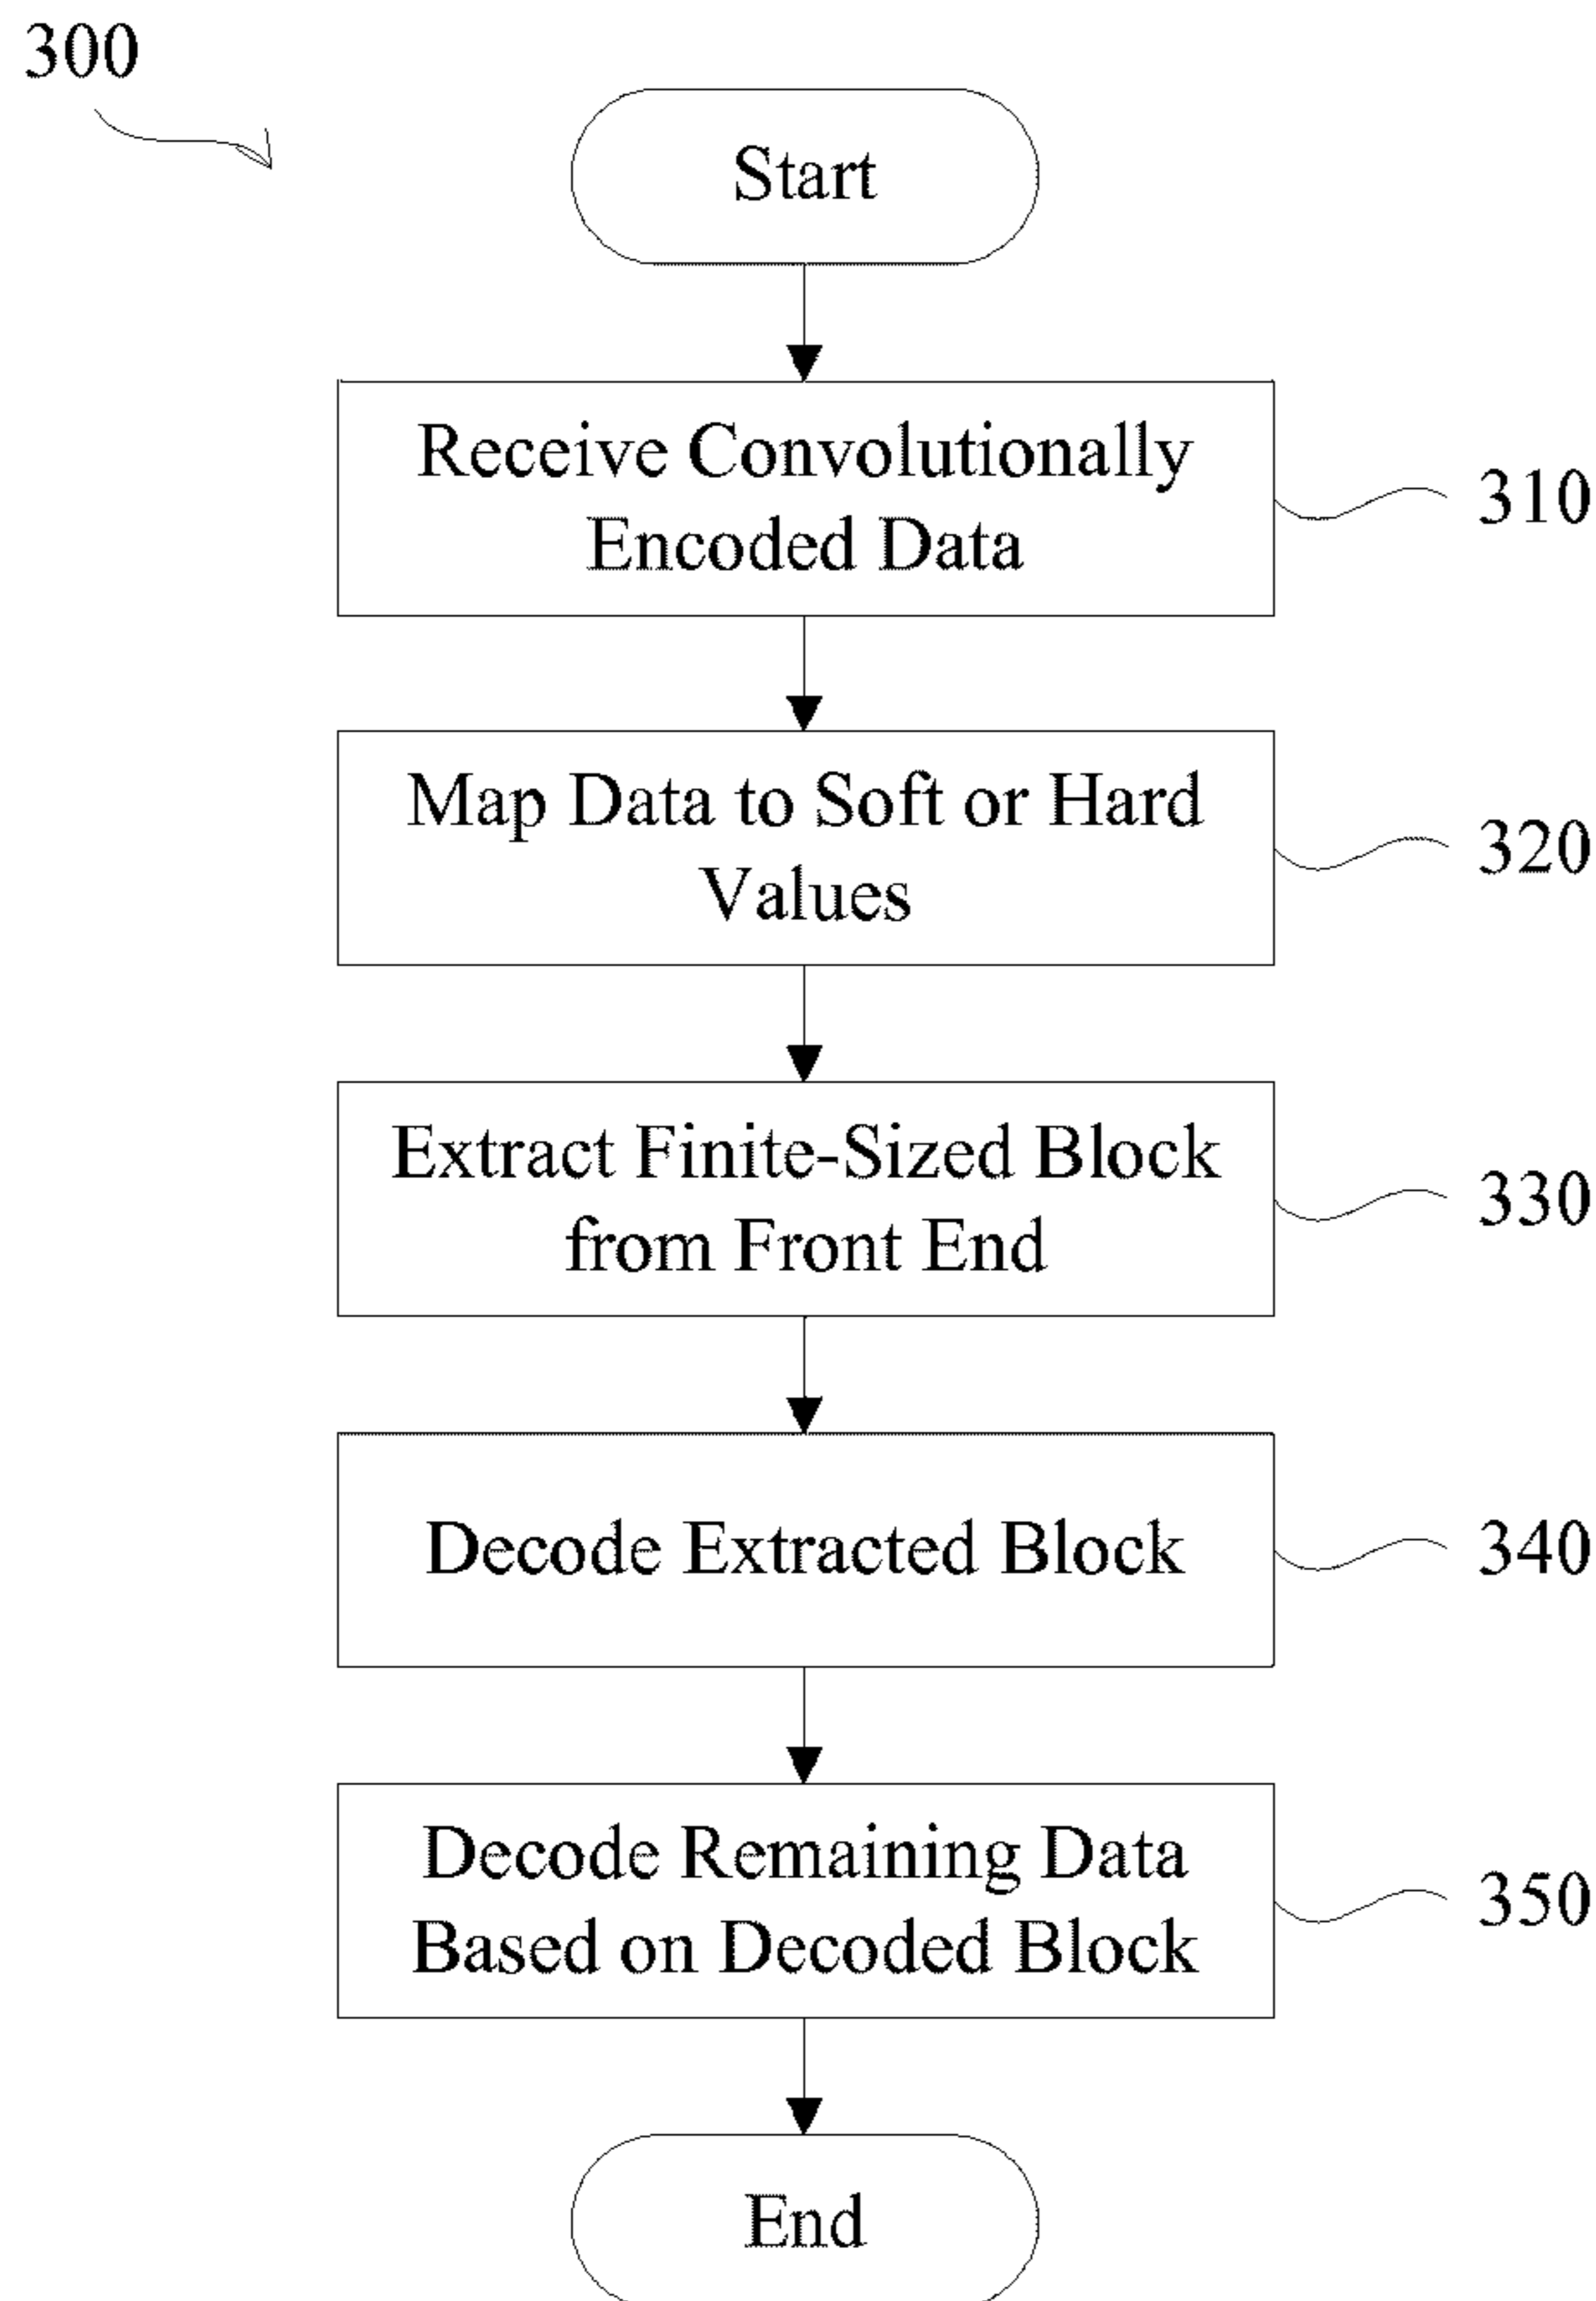 300
Start
Receive Convolutionally
Encoded Data
310
Map Data to Soft or Hard
Values
320
Extract Finite-Sized Block
from Front End
330
Decode Extracted Block
340
Decode Remaining Data
Based on Decoded Block
350
End